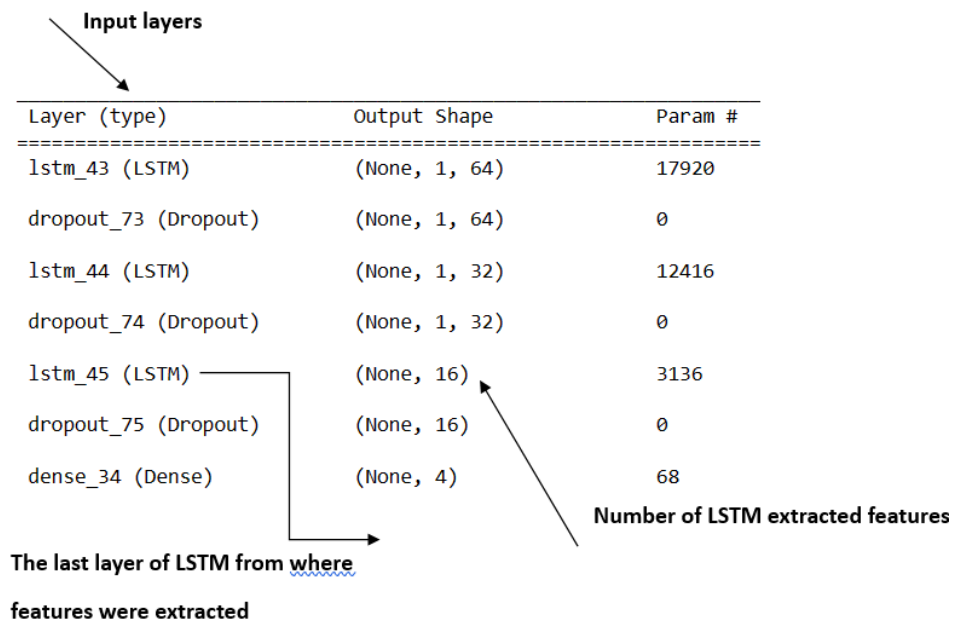 Input layers
Layer (type) Output Shape Param #
lstm_43 (LSTM) (None, 1, 64) 17920
dropout_73 (Dropout) (None, 1, 64) 0
lstm_44 (LSTM) (None, 1, 32) 12416
dropout_74 (Dropout) (None, 1, 32) 0
lstm_45 (LSTM) (None, 16) 3136
dropout_75 (Dropout) (None, 16) 0
dense_34 (Dense) (None, 4) 68
Number of LSTM extracted features
The last layer of LSTM from where
features were extracted